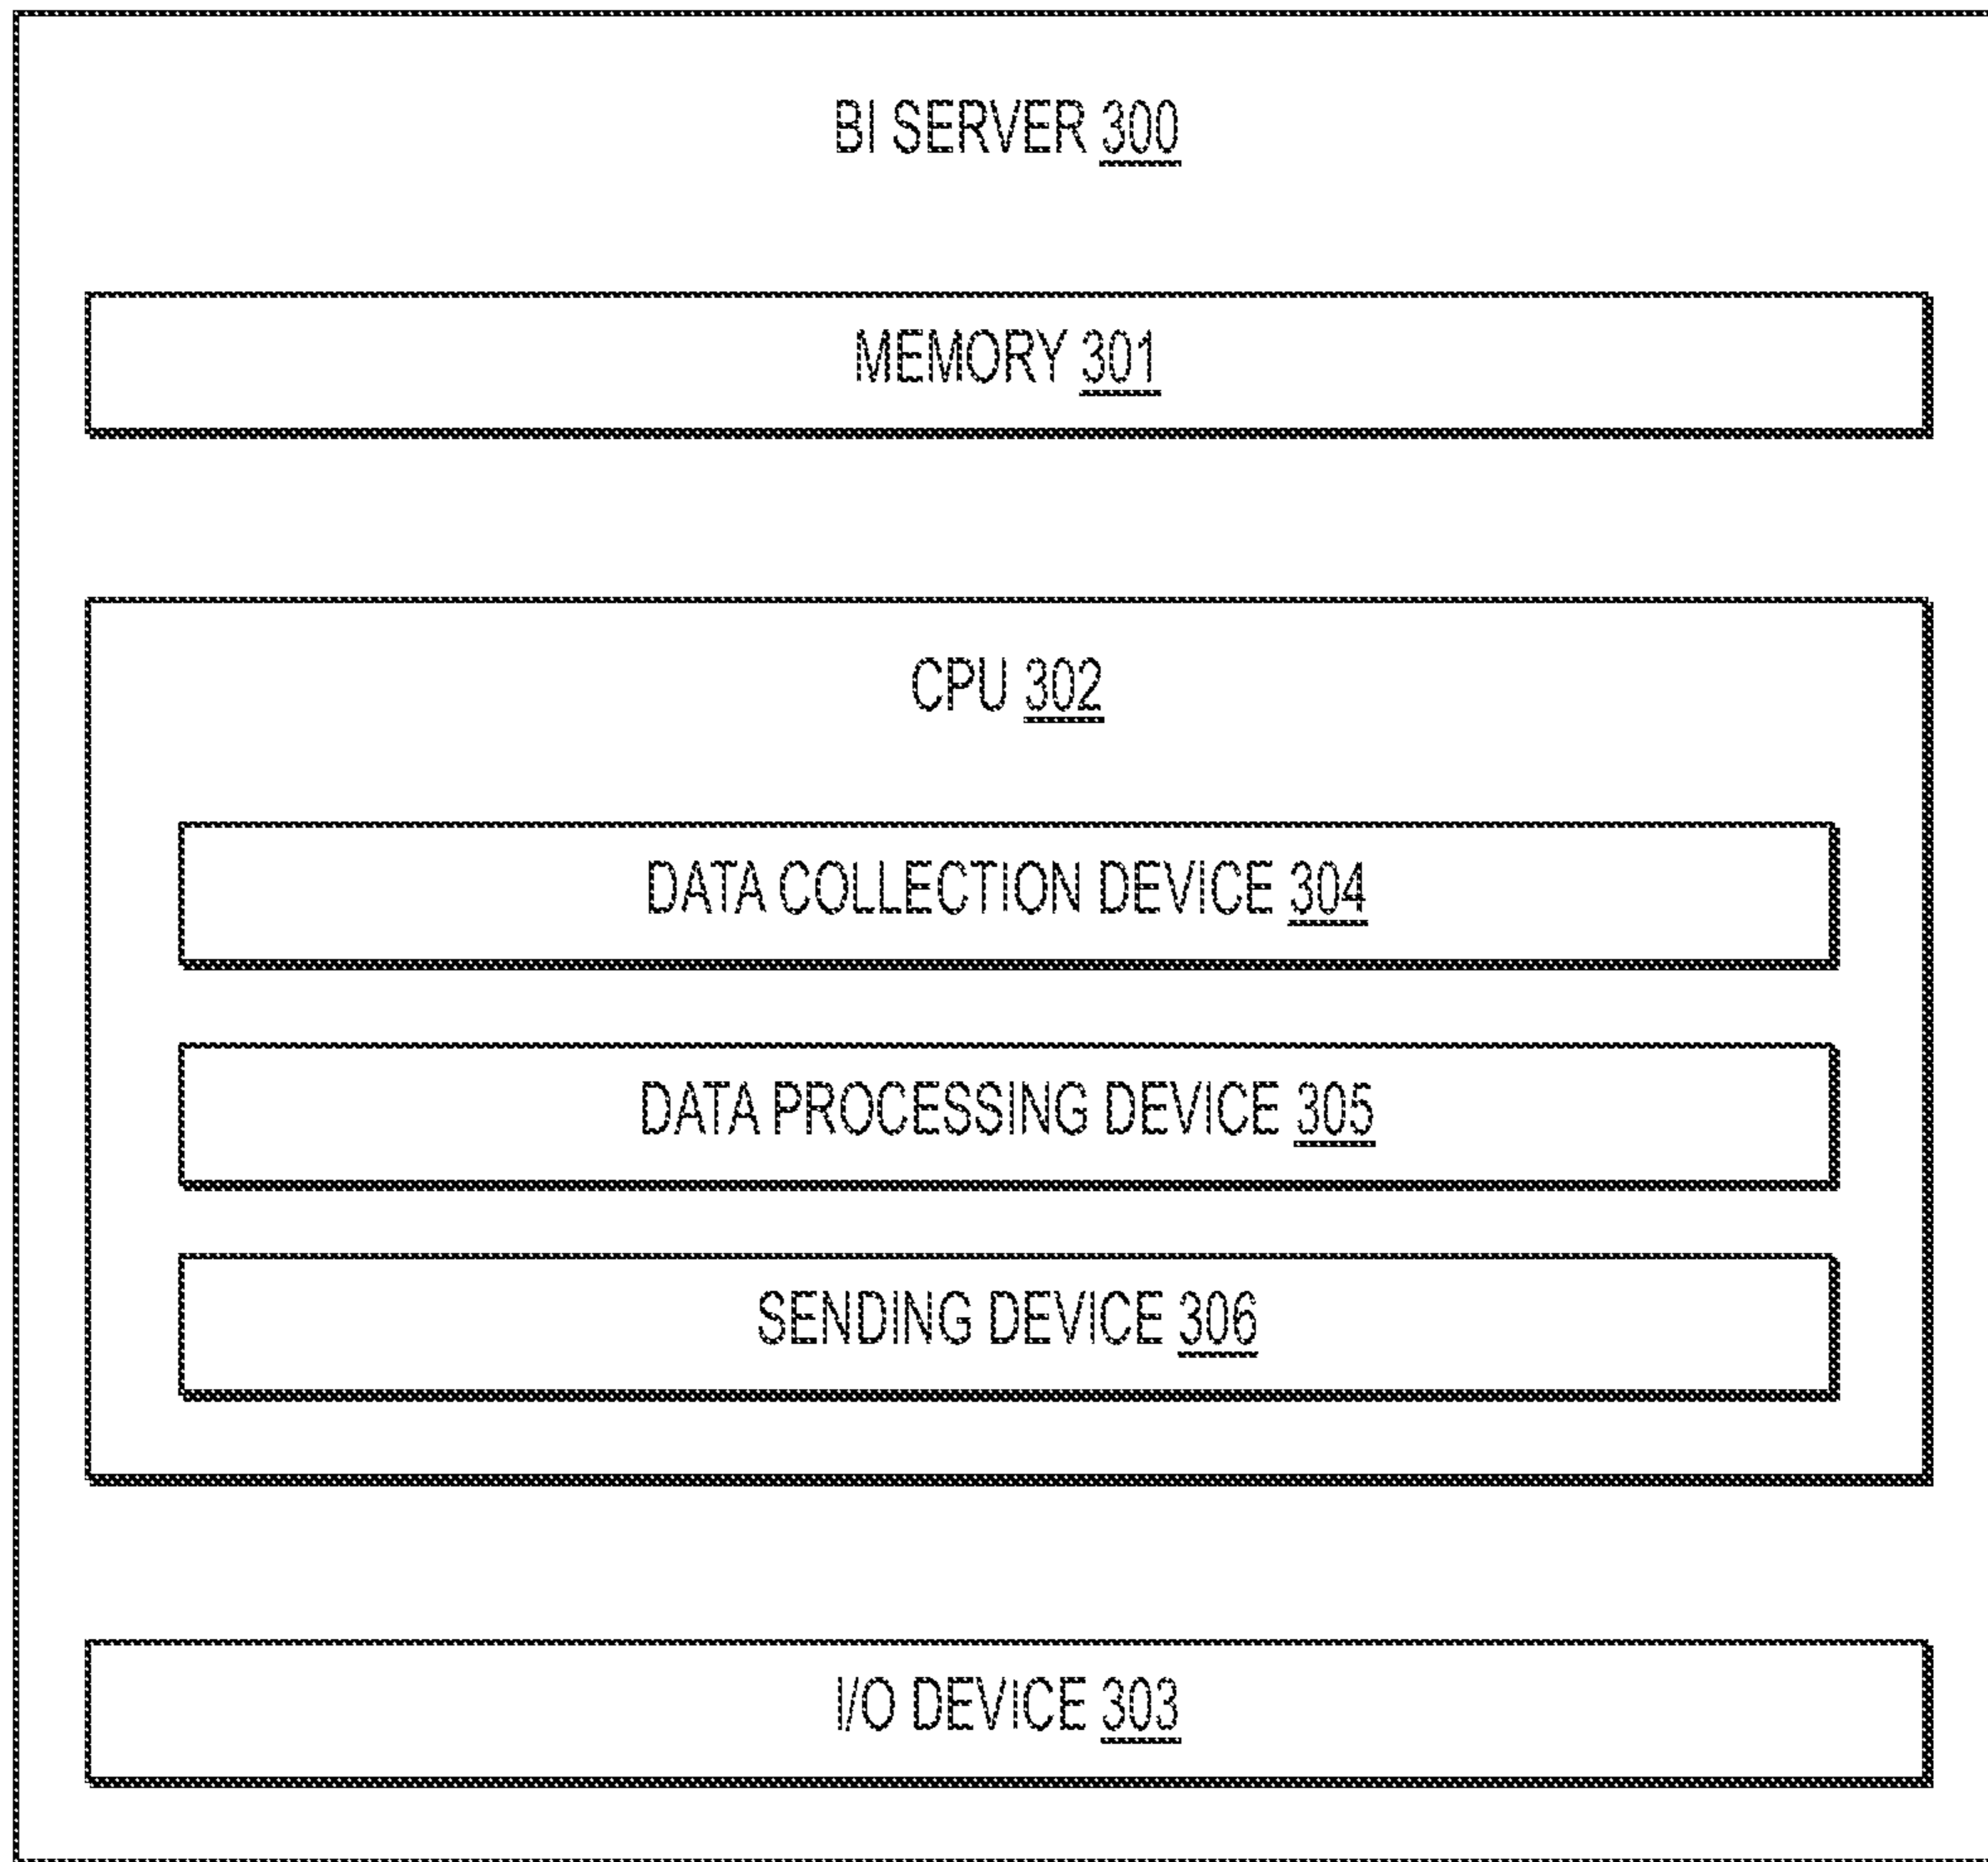 BI SERVER 300
MEMORY 301
CPU 302
DATA COLLECTION DEVICE 304
DATA PROCESSING DEVICE 305
SENDING DEVICE 306
I/O DEVICE 303